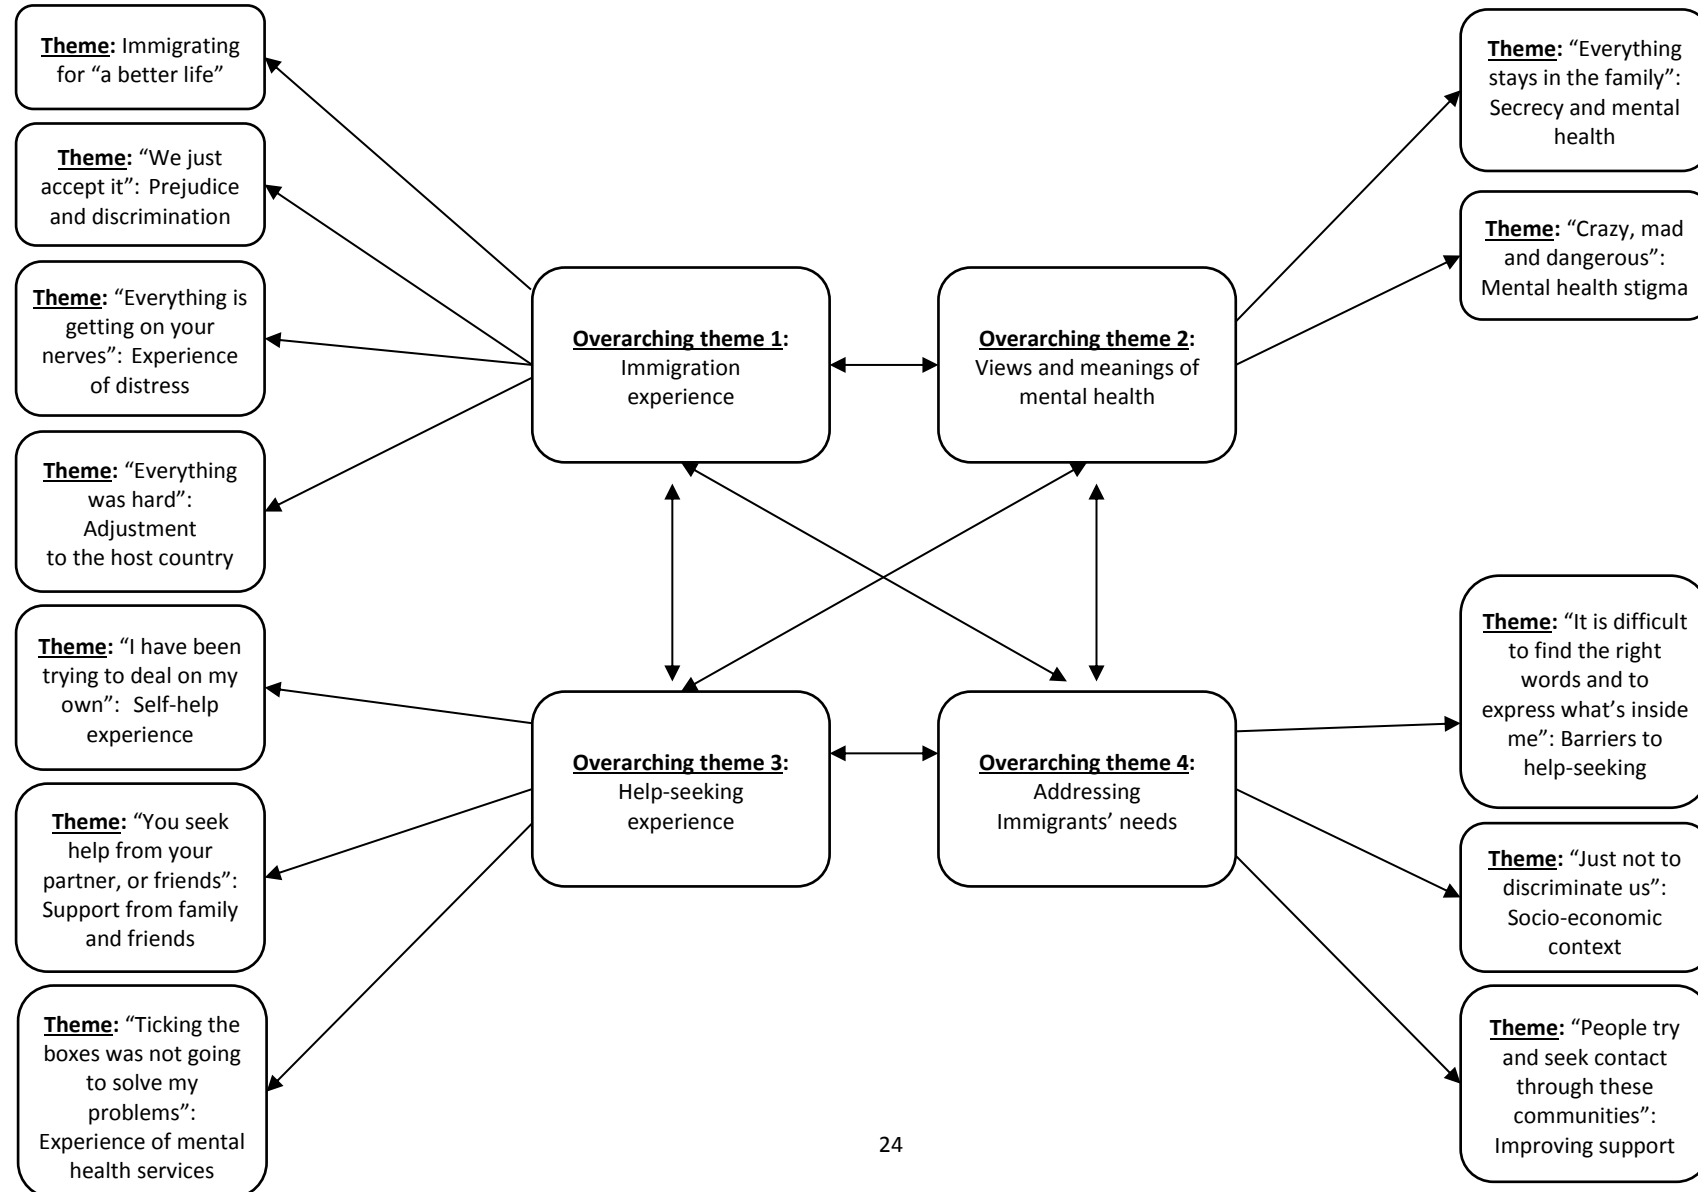 Theme: Immigrating
for “a better life”
Theme: “We just
accept it”: Prejudice
and discrimination
Theme: “Everything is
getting on your
nerves”: Experience
of distress
Theme: “Everything
was hard”:
Adjustment
to the host country
Theme: “I have been
trying to deal on my
own”: Self-help
experience
Theme: “You seek
help from your
partner, or friends”:
Support from family
and friends
Theme: “Ticking the
boxes was not going
to solve my
problems”:
Experience of mental
health services
Overarching theme 1:
Immigration
experience
Overarching theme 2:
Views and meanings of
mental health
Overarching theme 3:
Help-seeking
experience
Overarching theme 4:
Addressing
Immigrants’ needs
Theme: “Everything
stays in the family”:
Secrecy and mental
health
Theme: “Crazy, mad
and dangerous”:
Mental health stigma
Theme: “It is difficult
to find the right
words and to
express what’s inside
me”: Barriers to
help-seeking
Theme: “Just not to
discriminate us”:
Socio-economic
context
Theme: “People try
and seek contact
through these
communities”:
Improving support
24